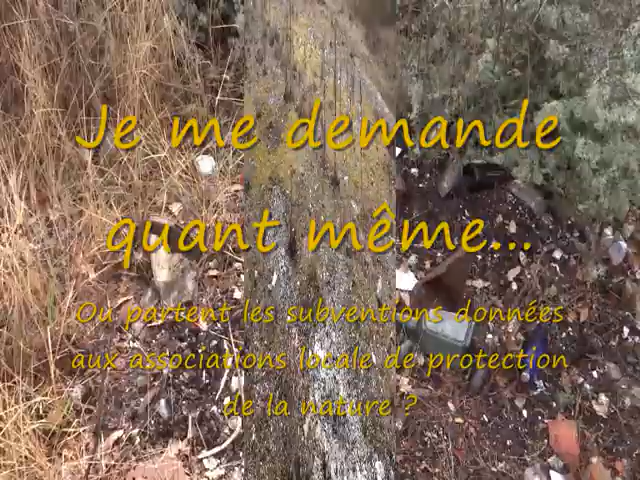 Je me demande
quant même...
Ou partent les subventions données
aux associations locale de protection
de la nature ?